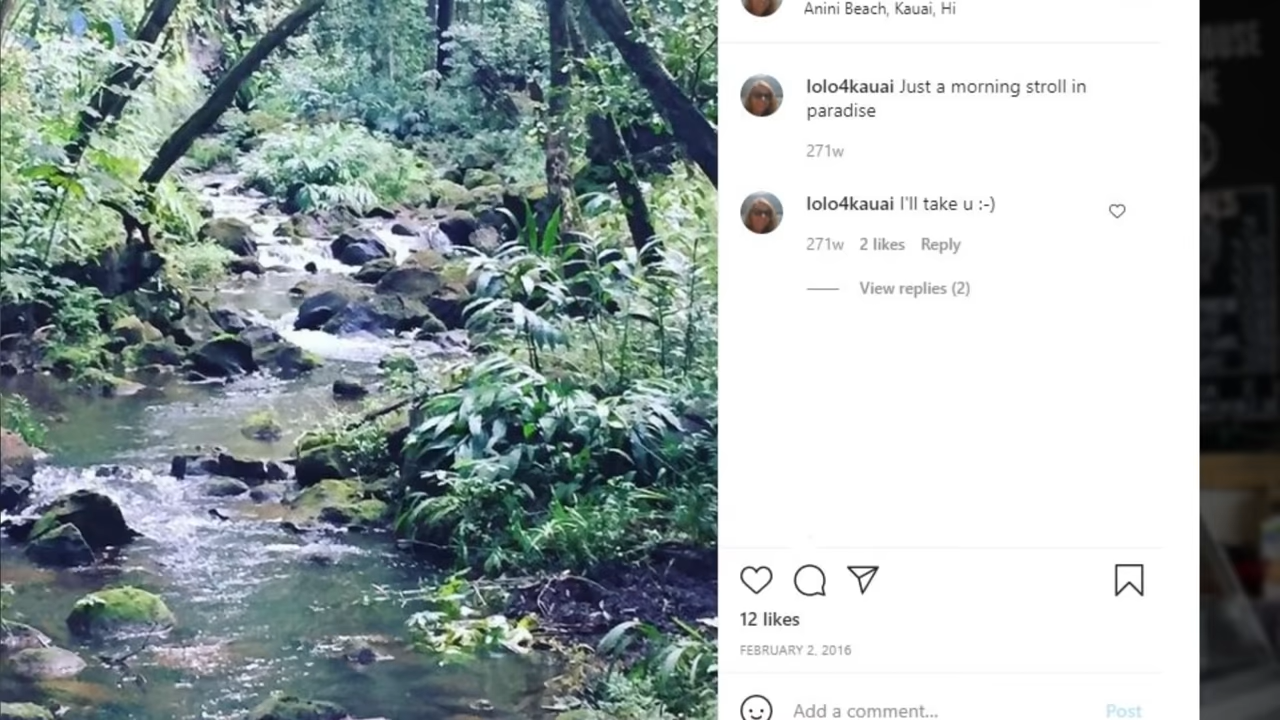 Anini Beach, Kauai, Hi
lolo4kauai Just a morning stroll in
paradise
271w
lolo4kauai I'll take u :-)
271w 2 likes Reply
View replies (2)
12 likes
FEBRUARY 2, 2016
Add a comment... Post